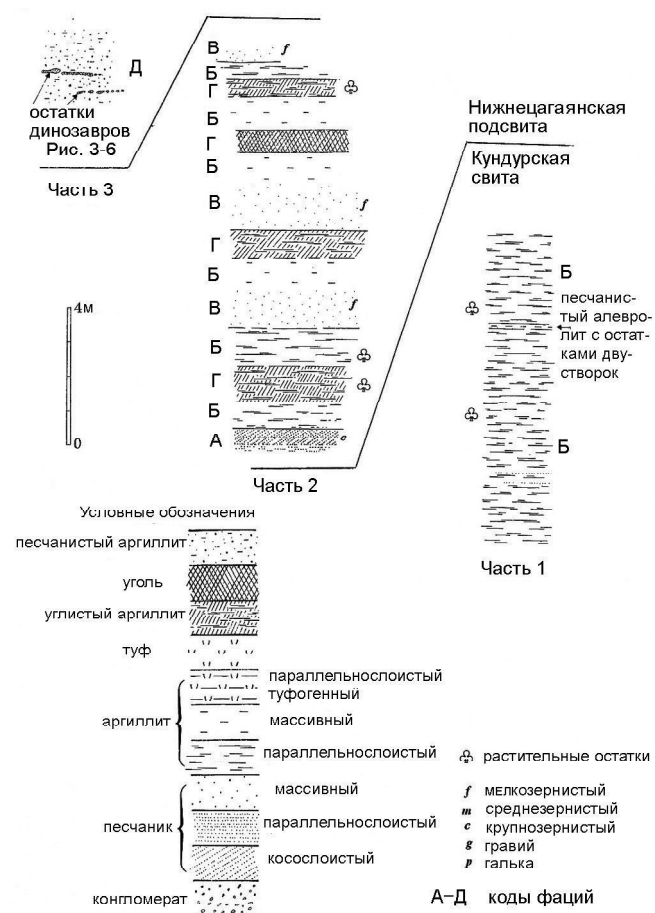 Д
остатки
динозавров
Рис. 3-6
Часть 3
В f
Б
Г
Б
Г
Б
В f
Г
Б
В f
Б
Г
Б
А c
4м
0
Часть 2
Нижнецагаянская
подсвита
Кундурская
свита
Б
песчанис-
тый алевро-
лит с остат-
ками дву-
створок
Б
Часть 1
Условные обозначения
песчанистый аргиллит
уголь
углистый аргиллит
туф
аргиллит
параллельнослоистый
туфогенный
массивный
параллельнослоистый
песчаник
массивный
параллельнослоистый
косослоистый
конгломерат
растительные остатки
f мелкозернистый
m среднезернистый
c крупнозернистый
g гравий
p галька
А–Д коды фаций